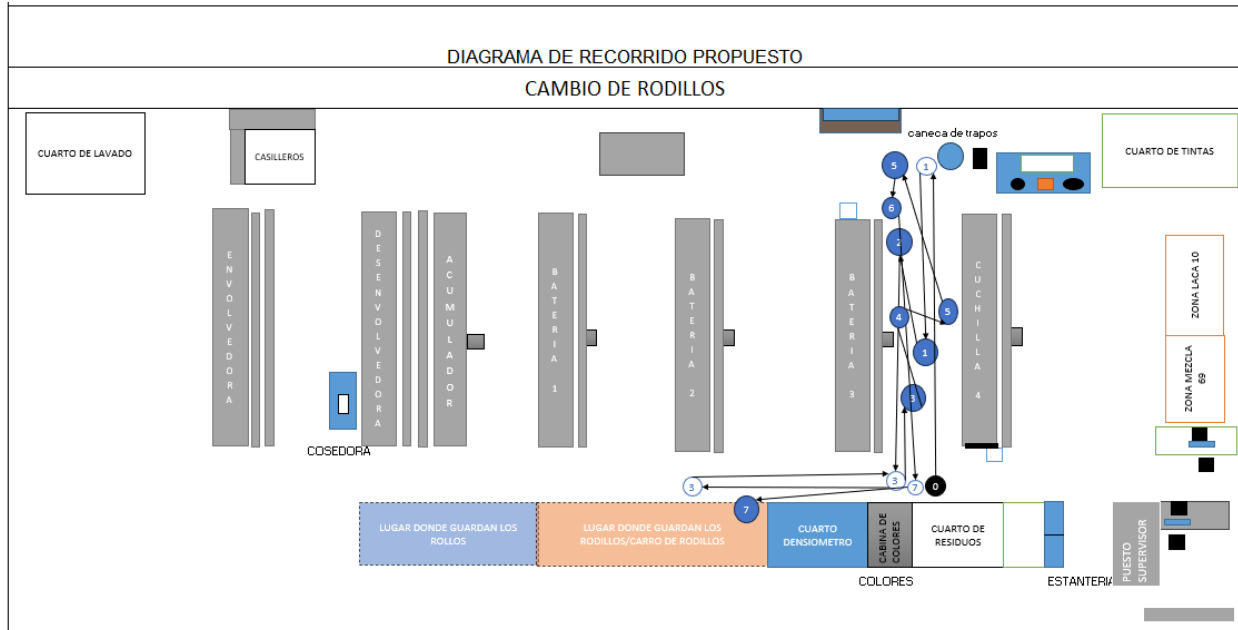 DIAGRAMA DE RECORRIDO PROPUESTO
CAMBIO DE RODILLOS
CUARTO DE LAVADO
CASILLEROS
caneca de trapos
CUARTO DE TINTAS
5
1
6
2
5
4
1
3
ENVOLVEDORA
DESENVOLVEDORA
ACUMULADOR
BATERIA 1
BATERIA 2
BATERIA 3
CUCHILLA 4
ZONA LACA 10
ZONA MEZCLA
69
COSEDORA
3
3
7
0
7
LUGAR DONDE GUARDAN LOS
ROLLOS
LUGAR DONDE GUARDAN LOS
RODILLOS/CARRO DE RODILLOS
CUARTO
DENSIOMETRO
CABINA DE
COLORES
CUARTO DE
RESIDUOS
COLORES
ESTANTERIA
PUESTO
SUPERVISOR